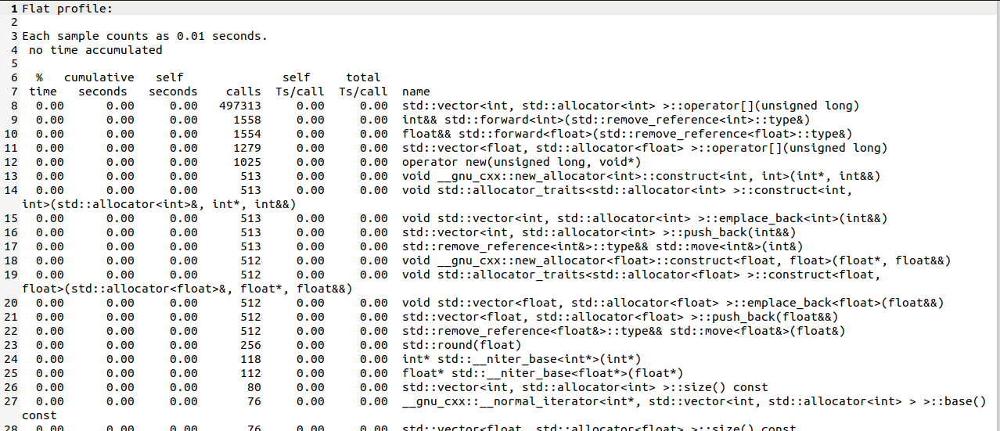 1 Flat profile:
2
3 Each sample counts as 0.01 seconds.
4  no time accumulated
5
6   %   cumulative   self              self     total
7  time   seconds   seconds    calls  Ts/call  Ts/call  name
8   0.00      0.00     0.00   497313     0.00     0.00  std::vector<int, std::allocator<int> >::operator[](unsigned long)
9   0.00      0.00     0.00     1558     0.00     0.00  int&& std::forward<int>(std::remove_reference<int>::type&)
10   0.00      0.00     0.00     1554     0.00     0.00  float&& std::forward<float>(std::remove_reference<float>::type&)
11   0.00      0.00     0.00     1279     0.00     0.00  std::vector<float, std::allocator<float> >::operator[](unsigned long)
12   0.00      0.00     0.00     1025     0.00     0.00  operator new(unsigned long, void*)
13   0.00      0.00     0.00      513     0.00     0.00  void __gnu_cxx::new_allocator<int>::construct<int, int>(int*, int&&)
14   0.00      0.00     0.00      513     0.00     0.00  void std::allocator_traits<std::allocator<int> >::construct<int,
int>(std::allocator<int>&, int*, int&&)
15   0.00      0.00     0.00      513     0.00     0.00  void std::vector<int, std::allocator<int> >::emplace_back<int>(int&&)
16   0.00      0.00     0.00      513     0.00     0.00  std::vector<int, std::allocator<int> >::push_back(int&&)
17   0.00      0.00     0.00      513     0.00     0.00  std::remove_reference<int&>::type&& std::move<int&>(int&)
18   0.00      0.00     0.00      512     0.00     0.00  void __gnu_cxx::new_allocator<float>::construct<float, float>(float*, float&&)
19   0.00      0.00     0.00      512     0.00     0.00  void std::allocator_traits<std::allocator<float> >::construct<float,
float>(std::allocator<float>&, float*, float&&)
20   0.00      0.00     0.00      512     0.00     0.00  void std::vector<float, std::allocator<float> >::emplace_back<float>(float&&)
21   0.00      0.00     0.00      512     0.00     0.00  std::vector<float, std::allocator<float> >::push_back(float&&)
22   0.00      0.00     0.00      512     0.00     0.00  std::remove_reference<float&>::type&& std::move<float&>(float&)
23   0.00      0.00     0.00      256     0.00     0.00  std::round(float)
24   0.00      0.00     0.00      118     0.00     0.00  int* std::__niter_base<int*>(int*)
25   0.00      0.00     0.00      112     0.00     0.00  float* std::__niter_base<float*>(float*)
26   0.00      0.00     0.00       80     0.00     0.00  std::vector<int, std::allocator<int> >::size() const
27   0.00      0.00     0.00       76     0.00     0.00  __gnu_cxx::__normal_iterator<int*, std::vector<int, std::allocator<int> > >::base()
const
28   0.00      0.00     0.00       76     0.00     0.00  std::vector<float, std::allocator<float> >::size() const